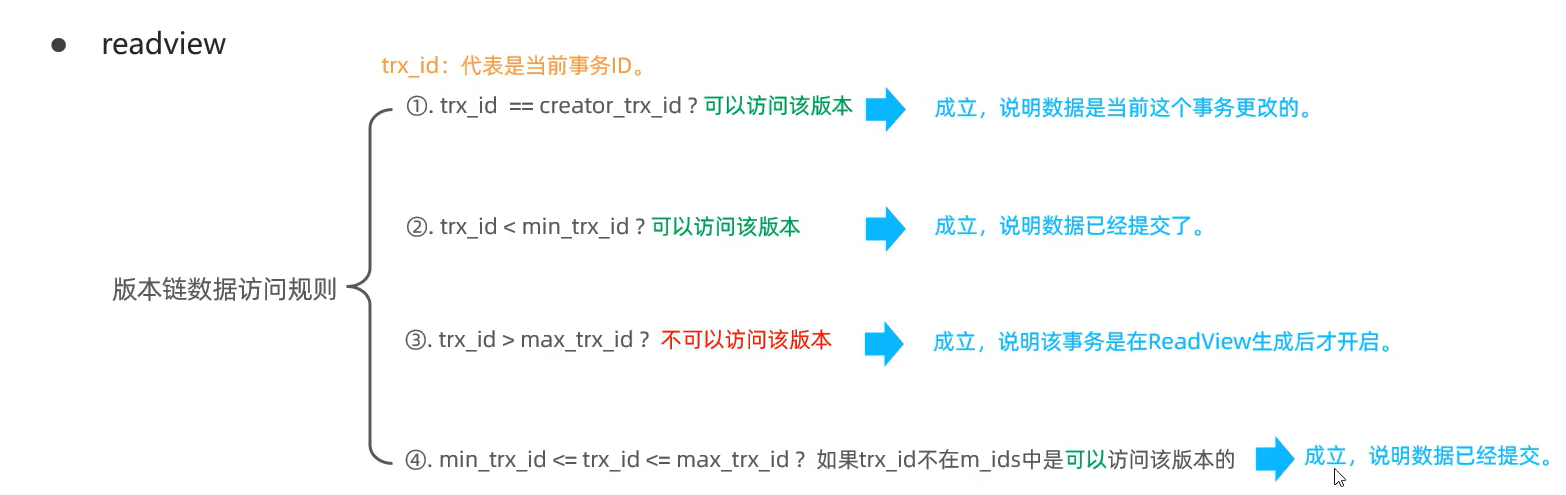 ● readview
trx_id：代表是当前事务ID。
①. trx_id == creator_trx_id ? 可以访问该版本 成立，说明数据是当前这个事务更改的。
②. trx_id < min_trx_id ? 可以访问该版本 成立，说明数据已经提交了。
版本链数据访问规则
③. trx_id > max_trx_id ? 不可以访问该版本 成立，说明该事务是在ReadView生成后才开启。
④. min_trx_id <= trx_id <= max_trx_id ? 如果trx_id不在m_ids中是可以访问该版本的 成立，说明数据已经提交。